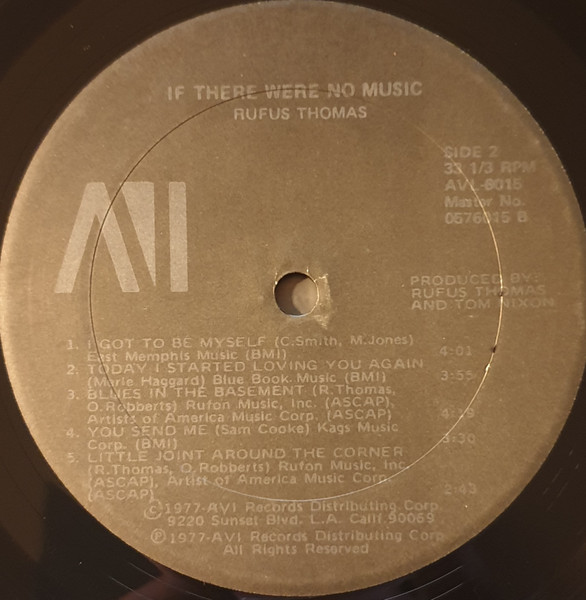 IF THERE WERE NO MUSIC
RUFUS THOMAS
SIDE 2
33 1/3 RPM
AVL-6015
Master No.
0576015 B
AVI
PRODUCED BY:
RUFUS THOMAS
AND TOM NIXON
1. I GOT TO BE MYSELF (C.Smith, M.Jones)
East Memphis Music (BMI) 4:01
2. TODAY I STARTED LOVING YOU AGAIN
(Marle Haggard) Blue Book Music (BMI) 3:55
3. BLUES IN THE BASEMENT (R.Thomas,
O.Robberts) Rufon Music, Inc. (ASCAP),
Artists of America Music Corp. (ASCAP) 4:19
4. YOU SEND ME (Sam Cooke) Kags Music
Corp. (BMI) 3:30
5. LITTLE JOINT AROUND THE CORNER
(R.Thomas, O.Robberts) Rufon Music, Inc.
(ASCAP), Artist of America Music Corp.
(ASCAP) 2:43
©1977-AVI Records Distributing Corp.
9220 Sunset Blvd. L.A. Calif.90069
℗1977-AVI Records Distributing Corp.
All Rights Reserved